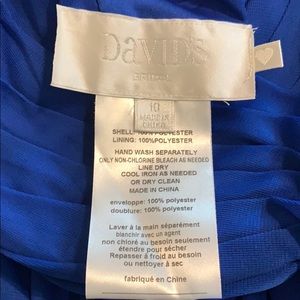 DAVID'S
BRIDAL
10
MADE IN
CHINA
SHELL: 100% POLYESTER
LINING: 100%POLYESTER
HAND WASH SEPARATELY
ONLY NON-CHLORINE BLEACH AS NEEDED
LINE DRY
COOL IRON AS NEEDED
OR DRY CLEAN
MADE IN CHINA
enveloppe: 100% polyester
doublure: 100% polyester
Laver à la main séparément
blanchir avec un agent
non chloré au besoin seulement
étendre pour sécher
Repasser à froid au besoin
ou nettoyer à sec
fabriqué en Chine